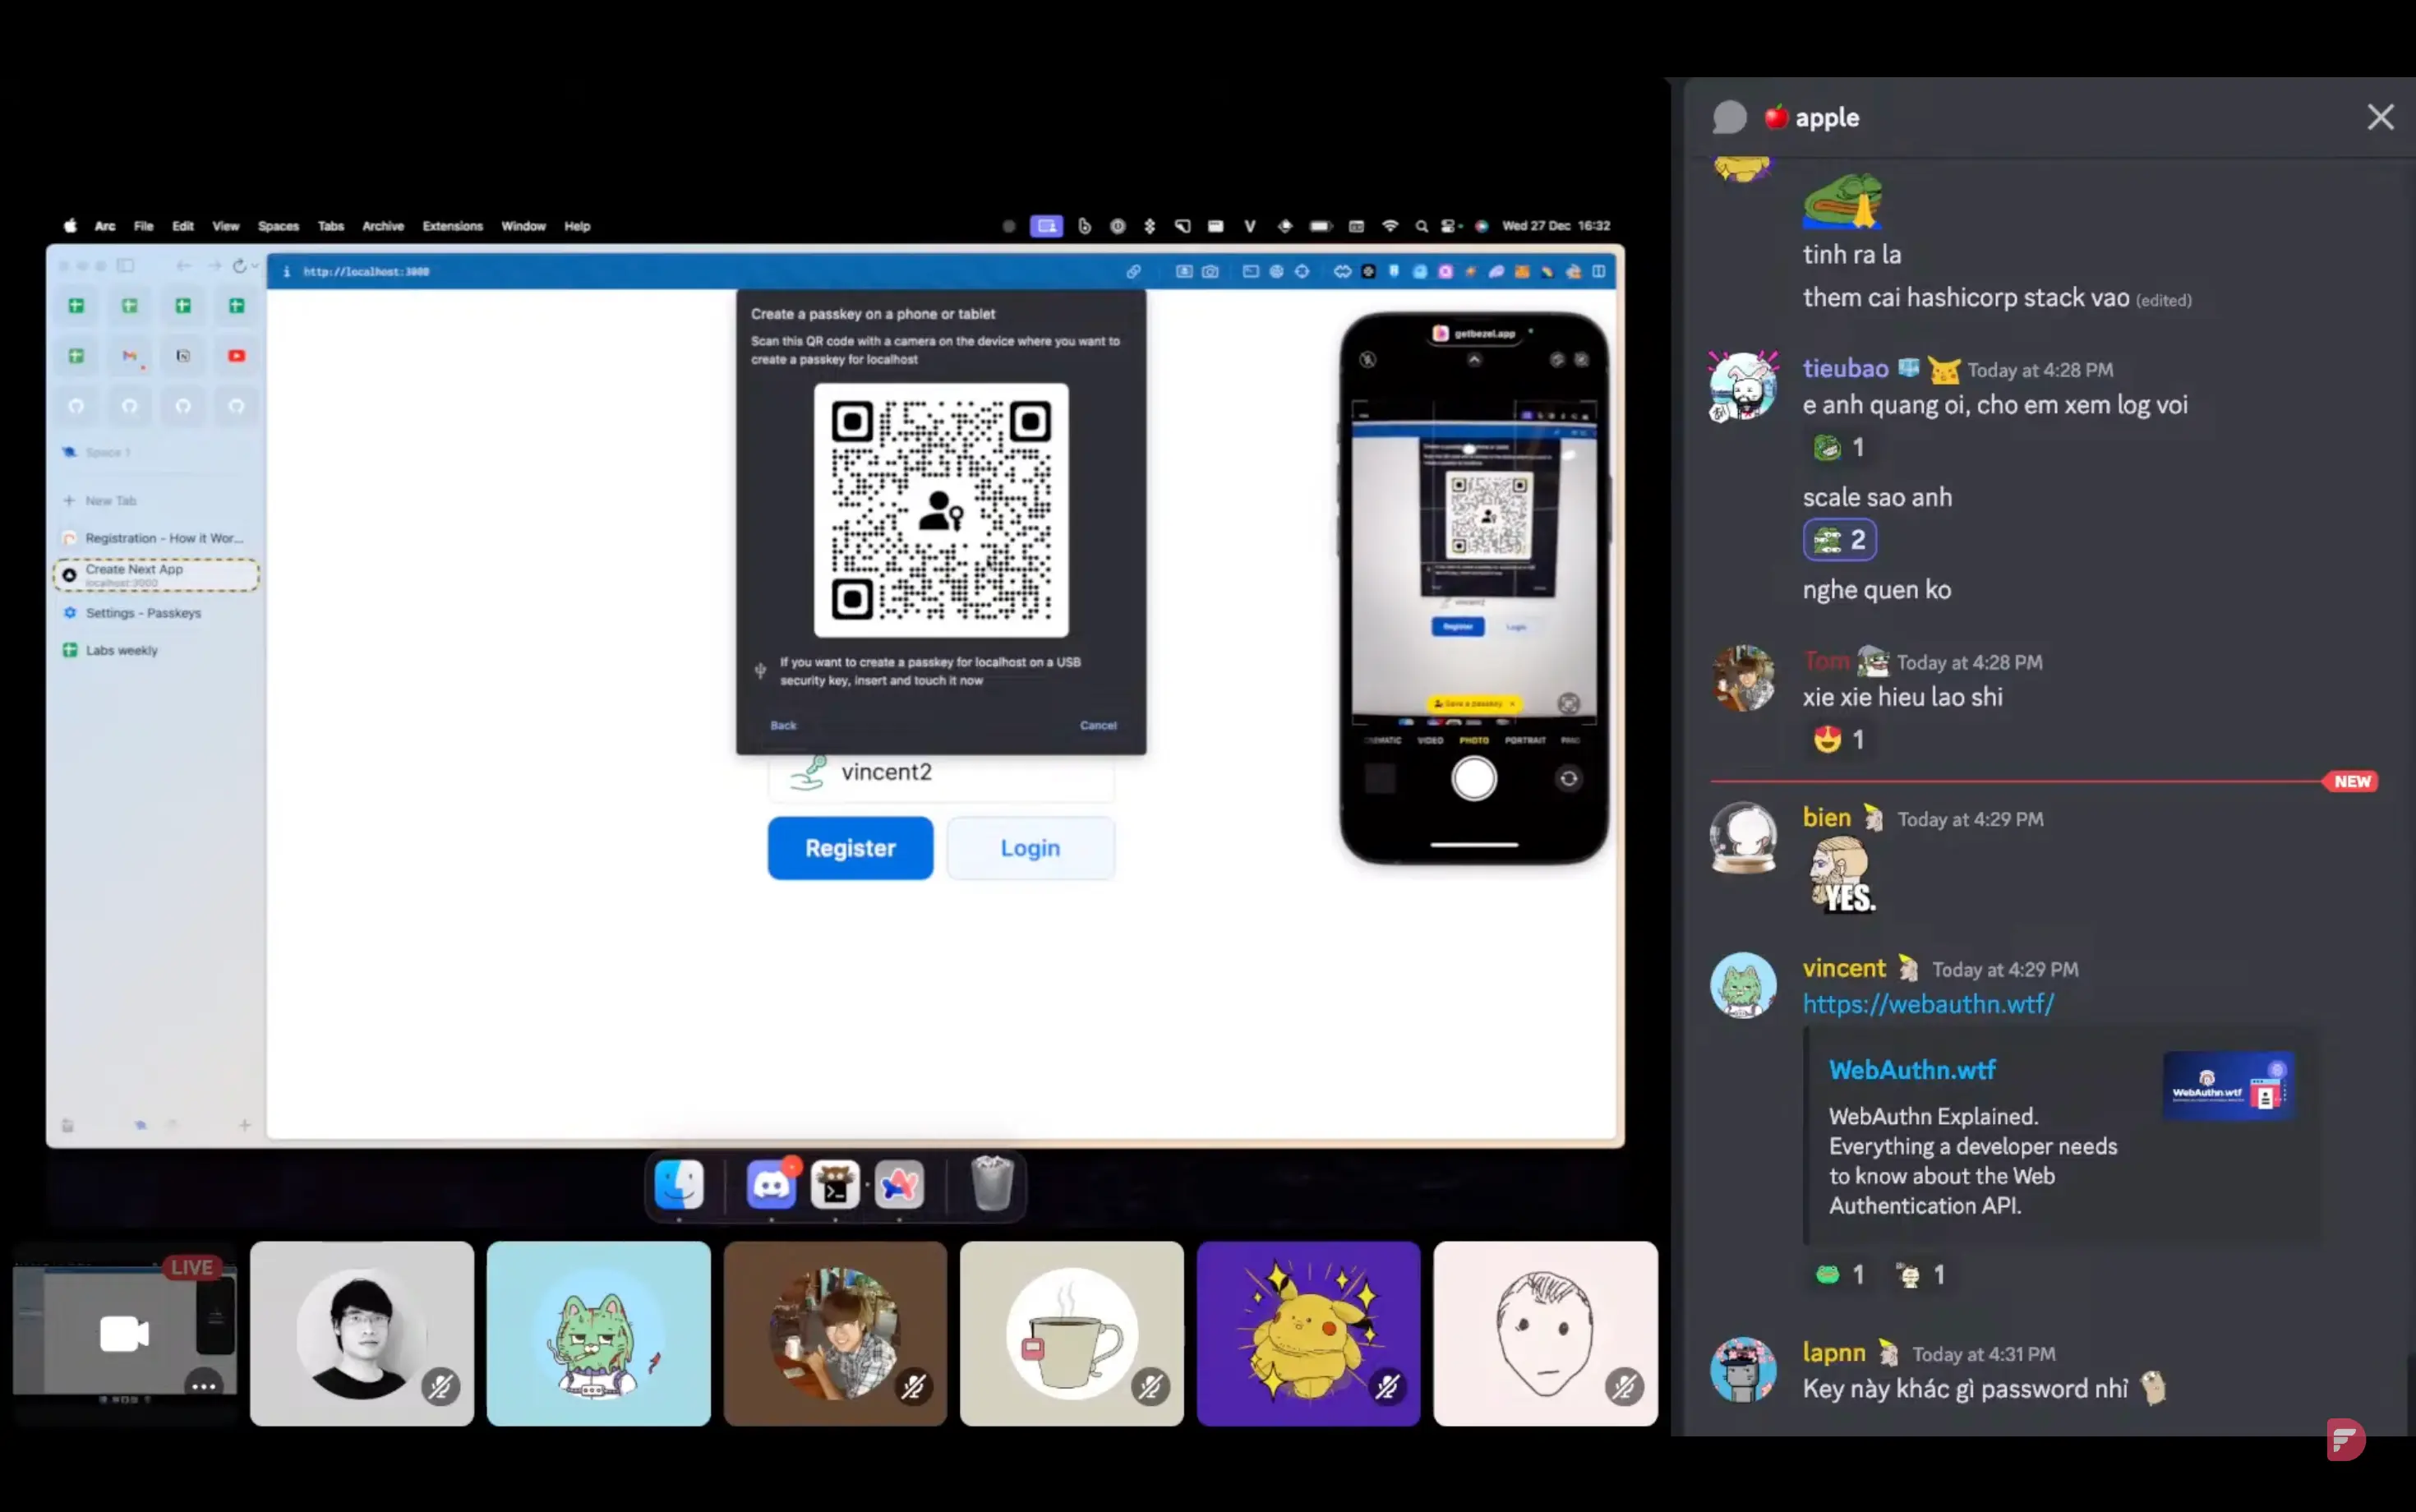 Arc File Edit View Spaces Tabs Archive Extensions Window Help
Wed 27 Dec 16:32
http://localhost:3000
Space 1
New Tab
Registration - How it Wor...
Create Next App
localhost:3000
Settings - Passkeys
Labs weekly
Create a passkey on a phone or tablet
Scan this QR code with a camera on the device where you want to
create a passkey for localhost
If you want to create a passkey for localhost on a USB
security key, insert and touch it now
Back
Cancel
vincent2
Register
Login
getbezel.app
vincent2
Register
Login
Save a passkey
VIDEO PHOTO PORTRAIT
LIVE
apple
tinh ra la
them cai hashicorp stack vao (edited)
tieubao Today at 4:28 PM
e anh quang oi, cho em xem log voi
1
scale sao anh
2
nghe quen ko
Tom Today at 4:28 PM
xie xie hieu lao shi
1
NEW
bien Today at 4:29 PM
YES.
vincent Today at 4:29 PM
https://webauthn.wtf/
WebAuthn.wtf
WebAuthn.wtf
WebAuthn Explained.
Everything a developer needs
to know about the Web
Authentication API.
1 1
lapnn Today at 4:31 PM
Key này khác gì password nhỉ